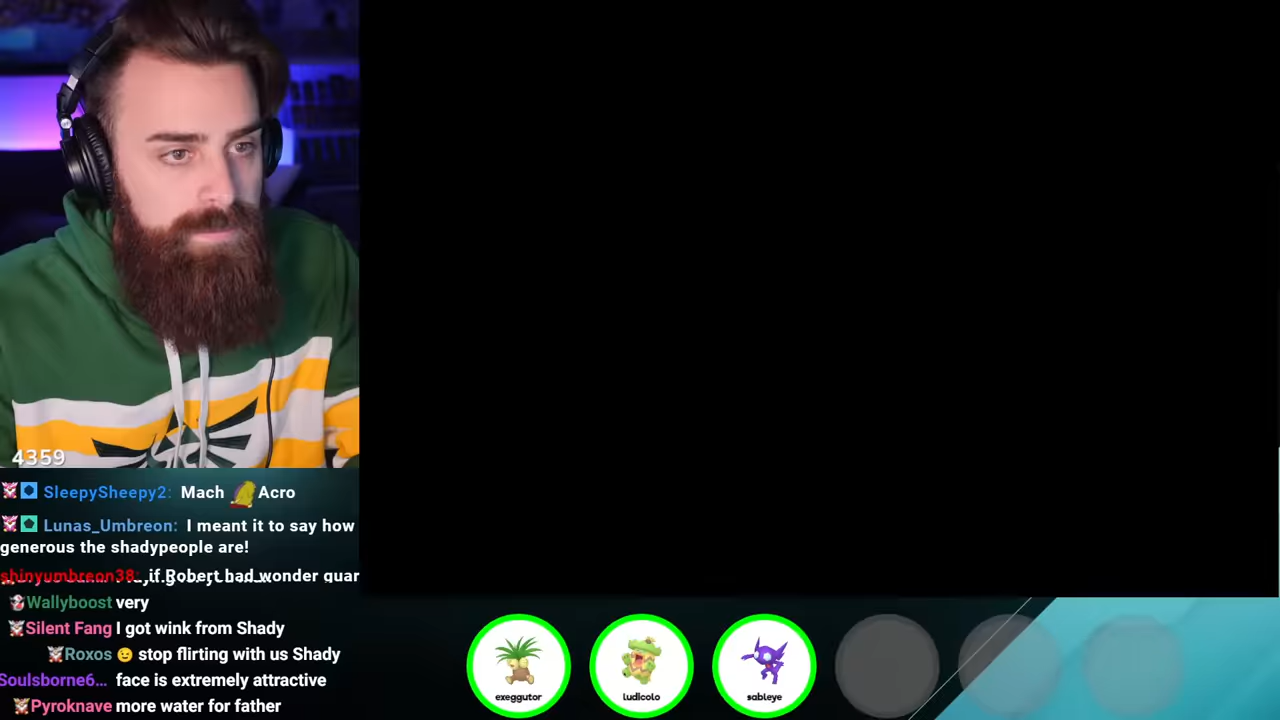 4359
SleepySheepy2: Mach Acro
Lunas_Umbreon: I meant it to say how
generous the shadypeople are!
shinyumbreon38: if Robert had wonder guar
Wallyboost very
Silent Fang I got wink from Shady
Roxos stop flirting with us Shady
Soulsborne6... face is extremely attractive
Pyroknave more water for father
exeggutor
ludicolo
sableye